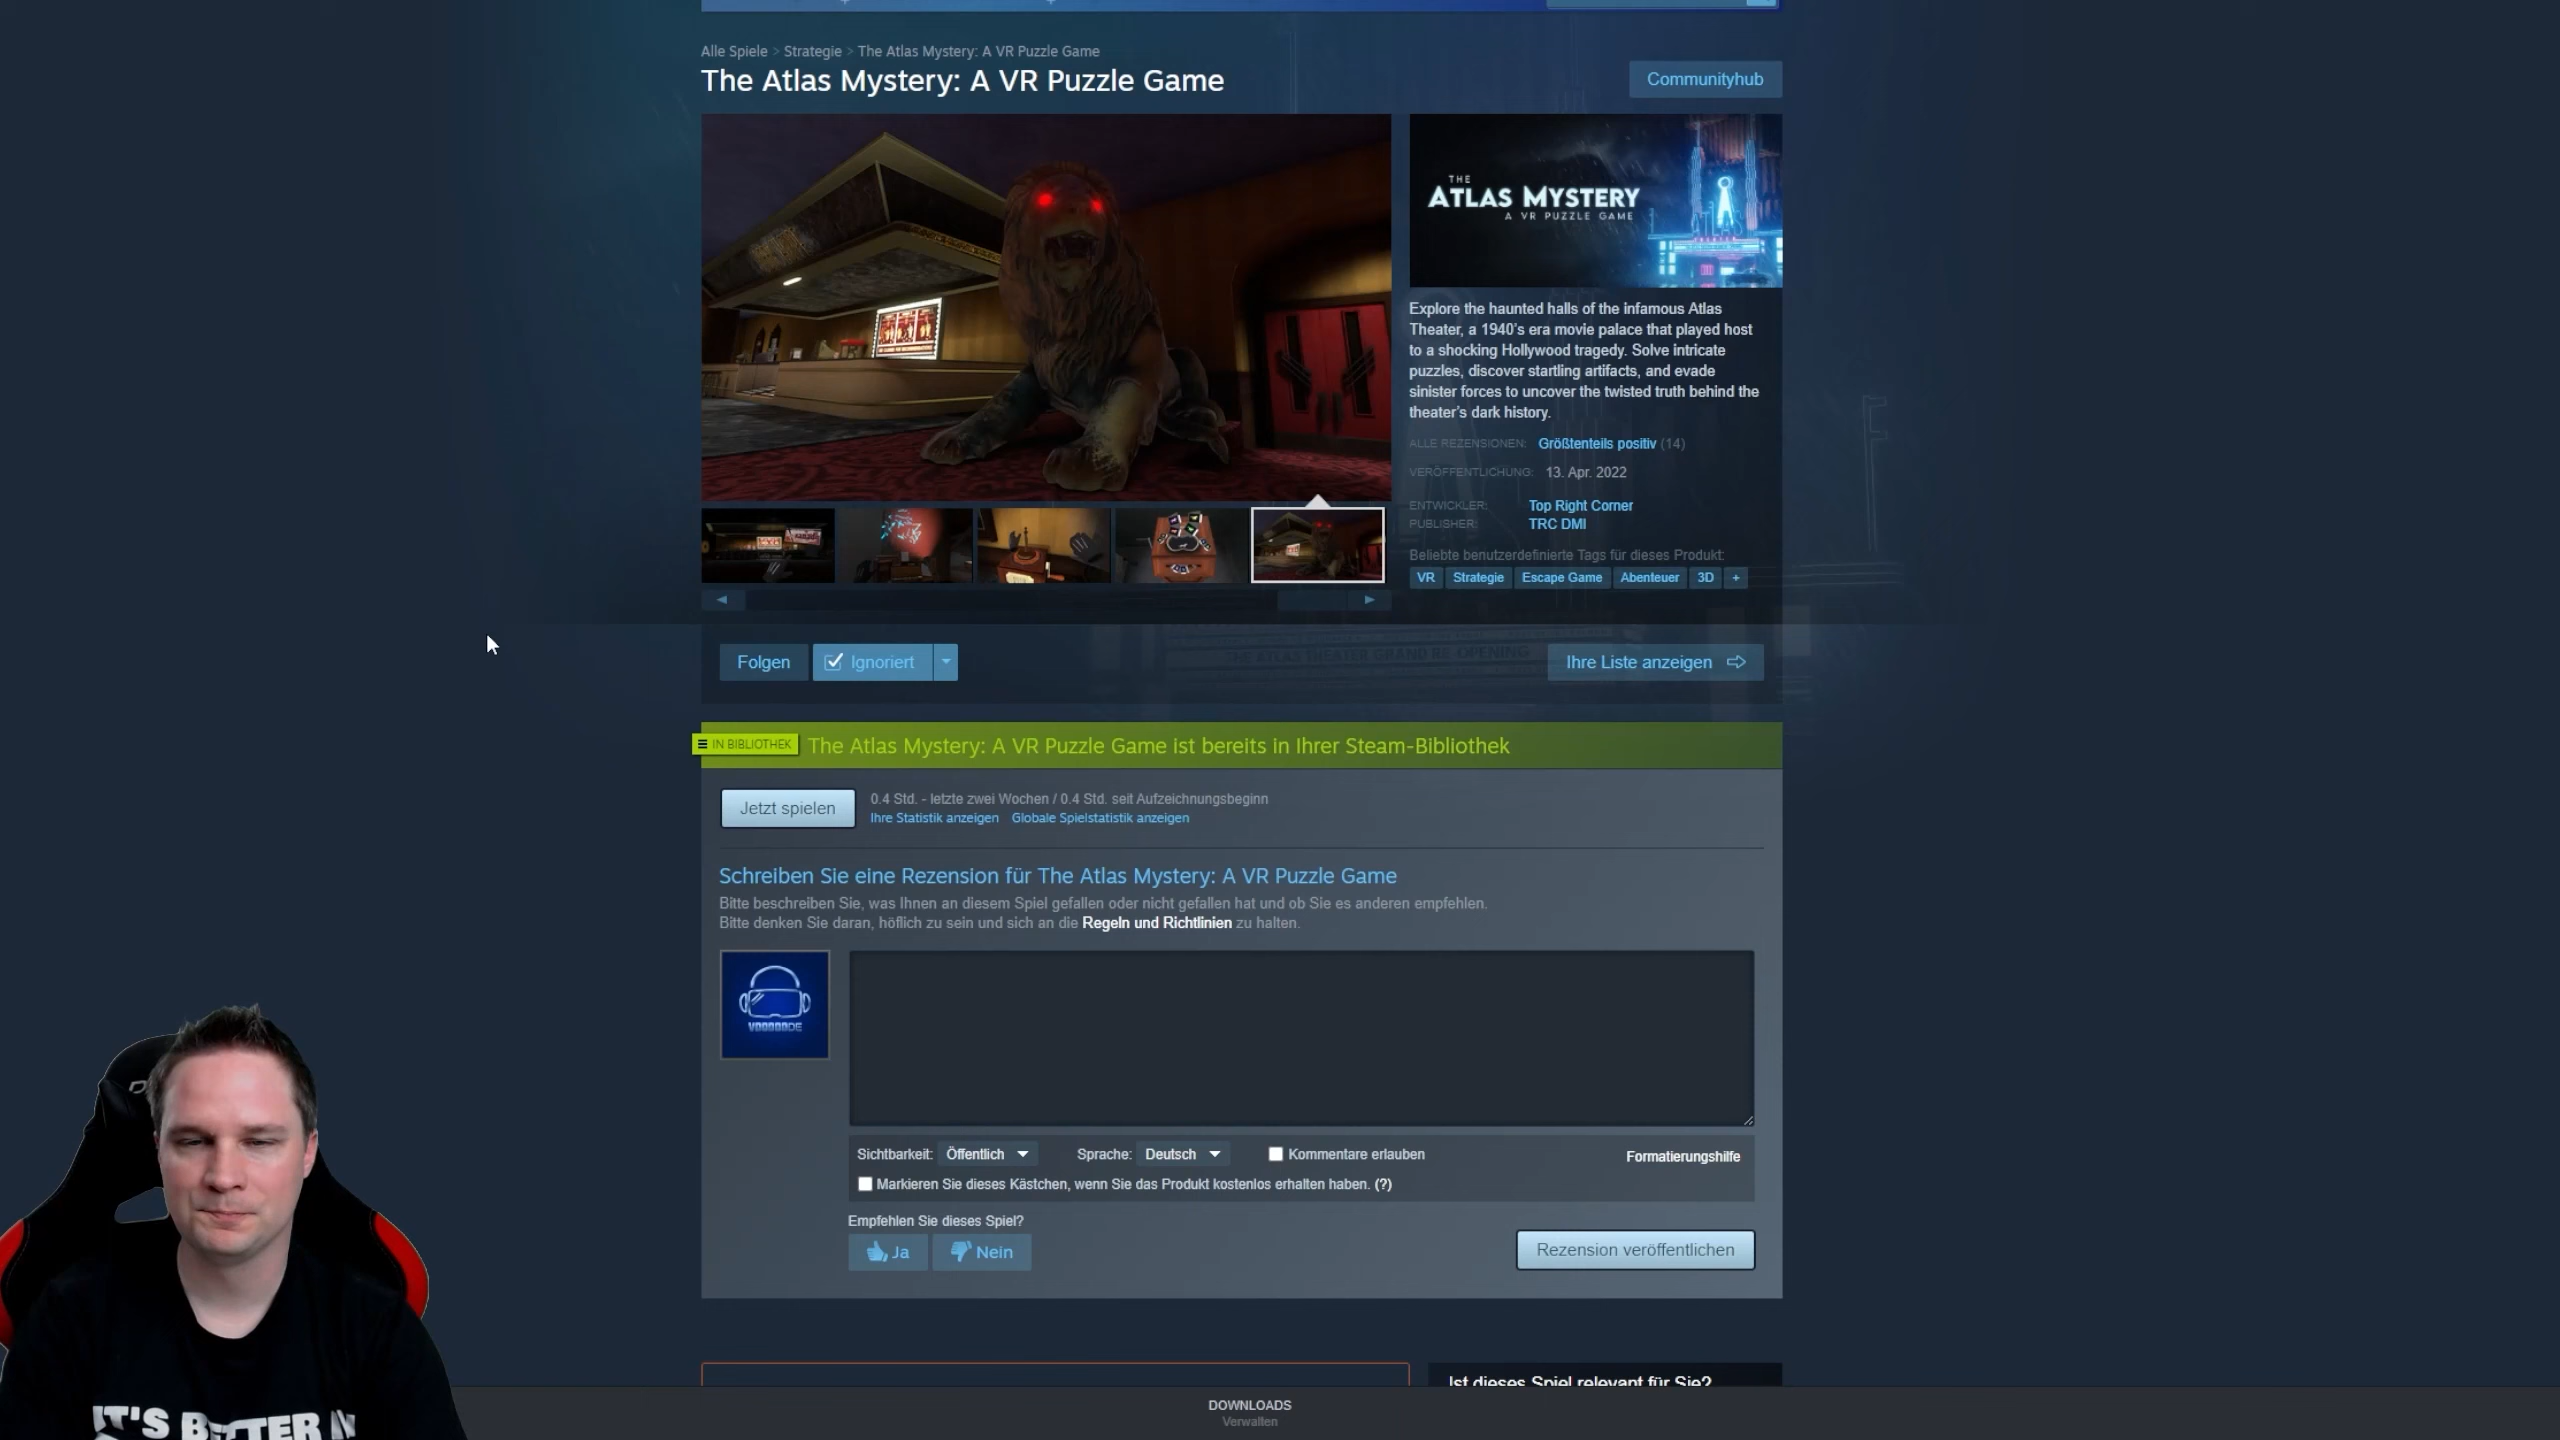 Alle Spiele > Strategie > The Atlas Mystery: A VR Puzzle Game
The Atlas Mystery: A VR Puzzle Game
Communityhub
THE
ATLAS MYSTERY
A VR PUZZLE GAME
Explore the haunted halls of the infamous Atlas
Theater, a 1940's era movie palace that played host
to a shocking Hollywood tragedy. Solve intricate
puzzles, discover startling artifacts, and evade
sinister forces to uncover the twisted truth behind the
theater's dark history.
ALLE REZENSIONEN: Größtenteils positiv (14)
VERÖFFENTLICHUNG: 13. Apr. 2022
ENTWICKLER: Top Right Corner
PUBLISHER: TRC DMI
Beliebte benutzerdefinierte Tags für dieses Produkt:
VR Strategie Escape Game Abenteuer 3D +
Folgen Ignoriert
Ihre Liste anzeigen
THE ATLAS THEATER GRAND RE-OPENING
IN BIBLIOTHEK The Atlas Mystery: A VR Puzzle Game ist bereits in Ihrer Steam-Bibliothek
Jetzt spielen
0.4 Std. - letzte zwei Wochen / 0.4 Std. seit Aufzeichnungsbeginn
Ihre Statistik anzeigen Globale Spielstatistik anzeigen
Schreiben Sie eine Rezension für The Atlas Mystery: A VR Puzzle Game
Bitte beschreiben Sie, was Ihnen an diesem Spiel gefallen oder nicht gefallen hat und ob Sie es anderen empfehlen.
Bitte denken Sie daran, höflich zu sein und sich an die Regeln und Richtlinien zu halten.
VOODOODE
Sichtbarkeit: Öffentlich Sprache: Deutsch Kommentare erlauben Formatierungshilfe
Markieren Sie dieses Kästchen, wenn Sie das Produkt kostenlos erhalten haben. (?)
Empfehlen Sie dieses Spiel?
Ja Nein
Rezension veröffentlichen
Ist dieses Spiel relevant für Sie?
IT'S BETTER IN
DOWNLOADS
Verwalten